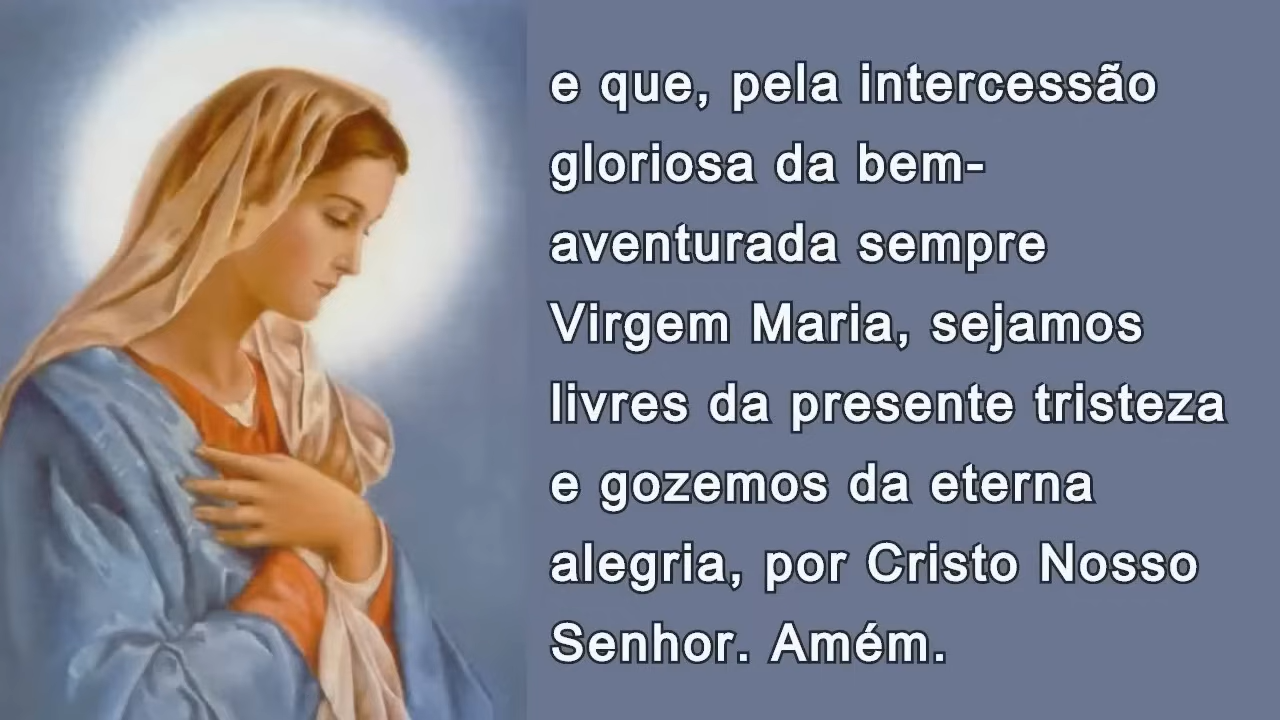 e que, pela intercessão
gloriosa da bem-
aventurada sempre
Virgem Maria, sejamos
livres da presente tristeza
e gozemos da eterna
alegria, por Cristo Nosso
Senhor. Amém.